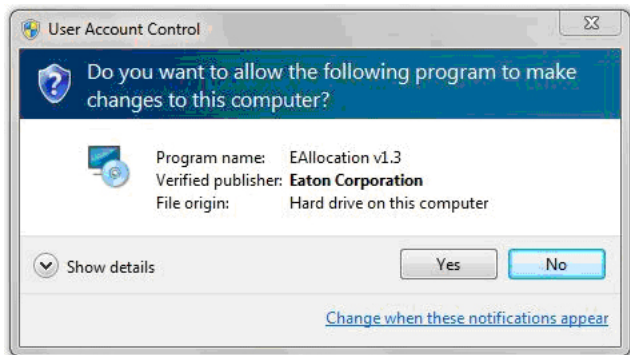 User Account Control
Do you want to allow the following program to make
changes to this computer?
Program name: EAllocation v1.3
Verified publisher: Eaton Corporation
File origin: Hard drive on this computer
Show details
Yes
No
Change when these notifications appear